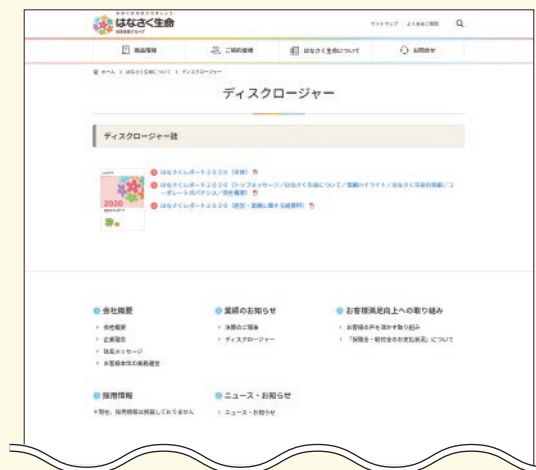 はなさく生命
日本生命グループ
サイトマップ
よくあるご質問
商品情報
ご契約者様
はなさく生命について
お問合せ
ホーム > はなさく生命について > ディスクロージャー
ディスクロージャー
ディスクロージャー誌
2020
はなさくレポート2020（全体）
はなさくレポート2020（トップメッセージ／はなさく生命について／業績ハイライト／はなさく生命の戦略／コ
ーポレートガバナンス／会社概要）
はなさくレポート2020（経営・業績に関する諸資料）
会社概要
会社概要
企業理念
社長メッセージ
お客様本位の業務運営
業績のお知らせ
決算のご報告
ディスクロージャー
お客様満足向上への取り組み
お客様の声を活かす取り組み
「保険金・給付金のお支払状況」について
採用情報
＊現在、採用情報は掲載しておりません
ニュース・お知らせ
ニュース・お知らせ